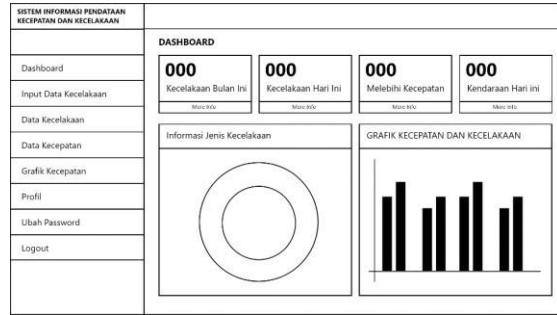 SISTEM INFORMASI PENDATAAN
KECEPATAN DAN KECELAKAAN
Dashboard
Input Data Kecelakaan
Data Kecelakaan
Data Kecepatan
Grafik Kecepatan
Profil
Ubah Password
Logout
DASHBOARD
000
Kecelakaan Bulan Ini
More Info
000
Kecelakaan Hari Ini
More Info
000
Melebihi Kecepatan
More Info
000
Kendaraan Hari ini
More Info
Informasi Jenis Kecelakaan
GRAFIK KECEPATAN DAN KECELAKAAN